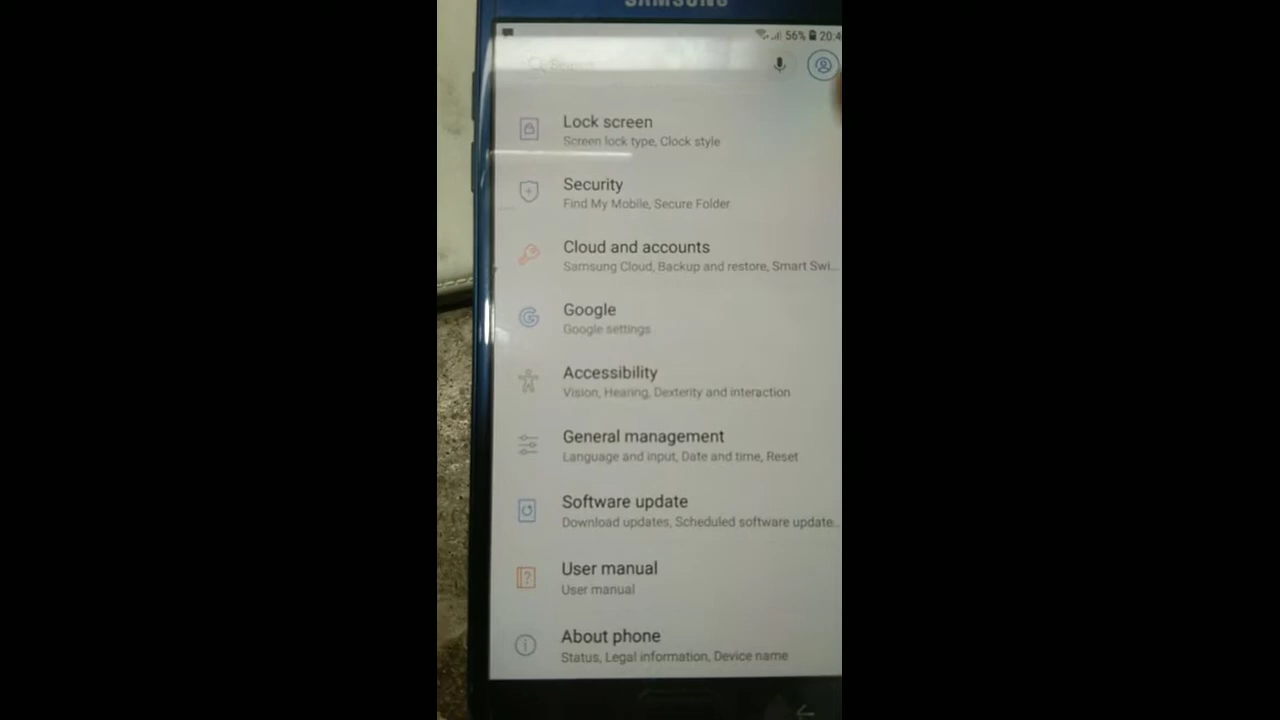 SAMSUNG
56% 20:4
Search
Lock screen
Screen lock type, Clock style
Security
Find My Mobile, Secure Folder
Cloud and accounts
Samsung Cloud, Backup and restore, Smart Swi...
Google
Google settings
Accessibility
Vision, Hearing, Dexterity and interaction
General management
Language and input, Date and time, Reset
Software update
Download updates, Scheduled software update...
User manual
User manual
About phone
Status, Legal information, Device name